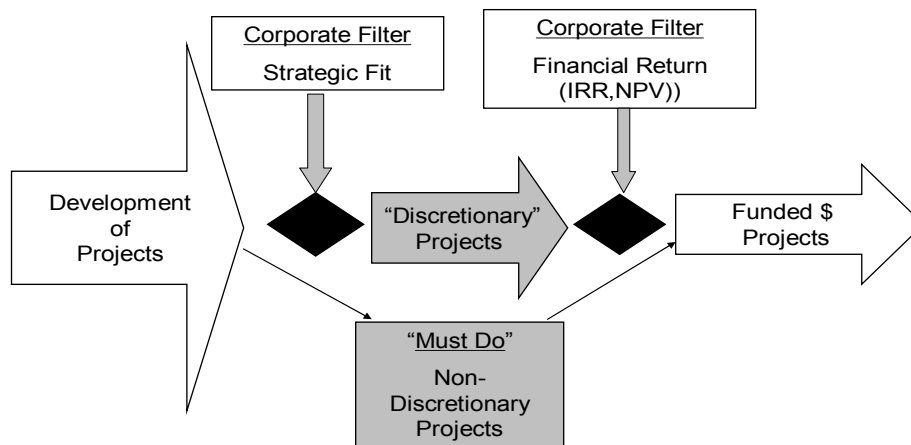 Corporate Filter
Strategic Fit
Corporate Filter
Financial Return
(IRR,NPV))
Development
of
Projects
“Discretionary”
Projects
Funded $
Projects
“Must Do”
Non-
Discretionary
Projects